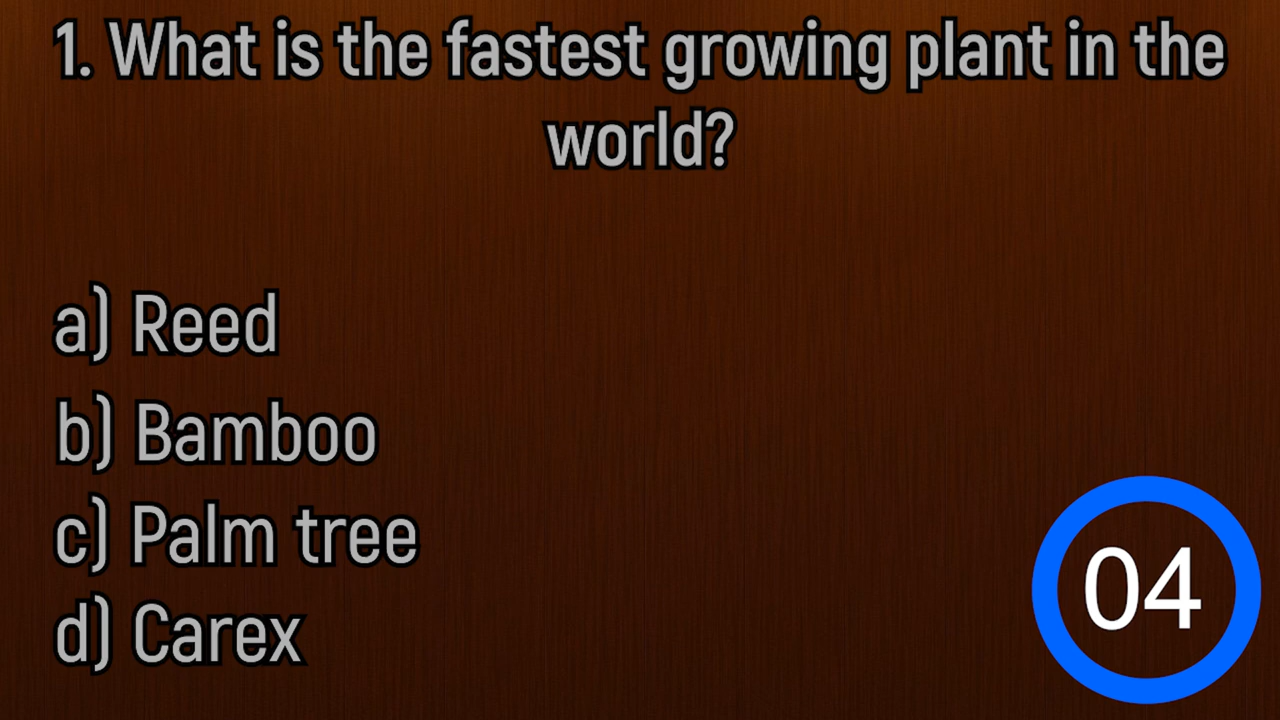 1. What is the fastest growing plant in the
world?
a) Reed
b) Bamboo
c) Palm tree
d) Carex
04